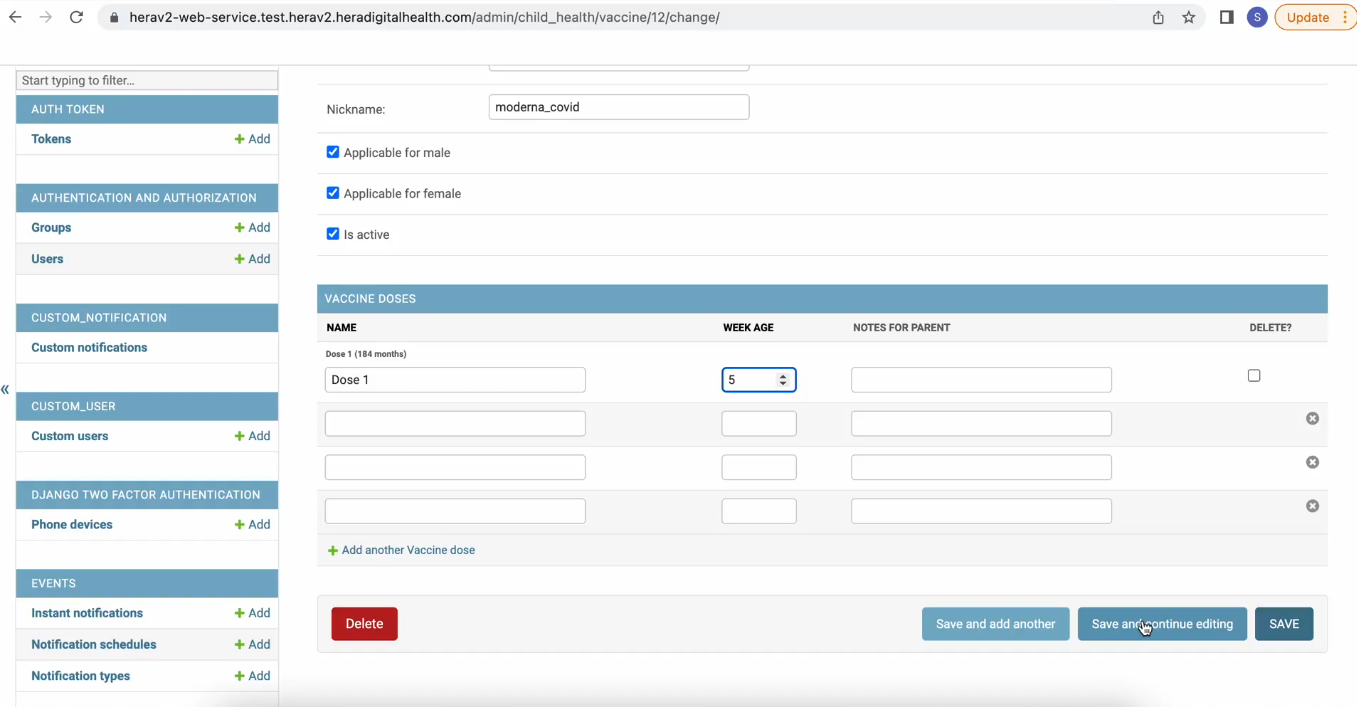 herav2-web-service.test.herav2.heradigitalhealth.com/admin/child_health/vaccine/12/change/
S
Update
Start typing to filter...
AUTH TOKEN
Tokens
Add
AUTHENTICATION AND AUTHORIZATION
Groups
Add
Users
Add
CUSTOM_NOTIFICATION
Custom notifications
CUSTOM_USER
Custom users
Add
DJANGO TWO FACTOR AUTHENTICATION
Phone devices
Add
EVENTS
Instant notifications
Add
Notification schedules
Add
Notification types
Add
«
Nickname:
moderna_covid
Applicable for male
Applicable for female
Is active
VACCINE DOSES
NAME WEEK AGE NOTES FOR PARENT DELETE?
Dose 1 (184 months)
Dose 1 5
Add another Vaccine dose
Delete Save and add another Save and continue editing SAVE